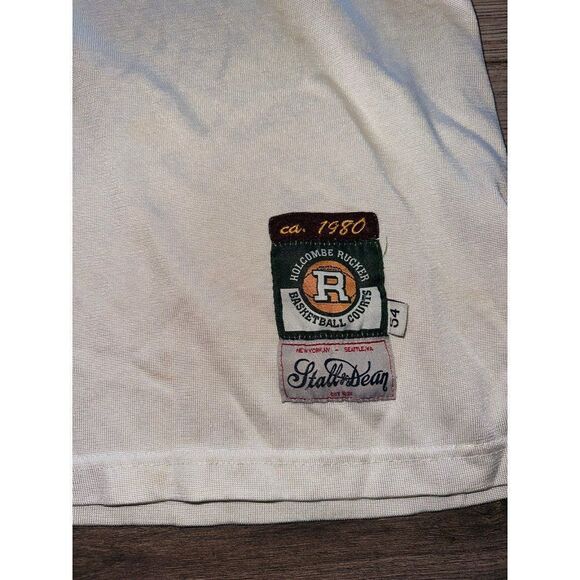 ca. 1980
HOLCOMBE RUCKER
R
BASKETBALL COURTS
54
NEW YORK, NY - SEATTLE, WA
Stall & Dean